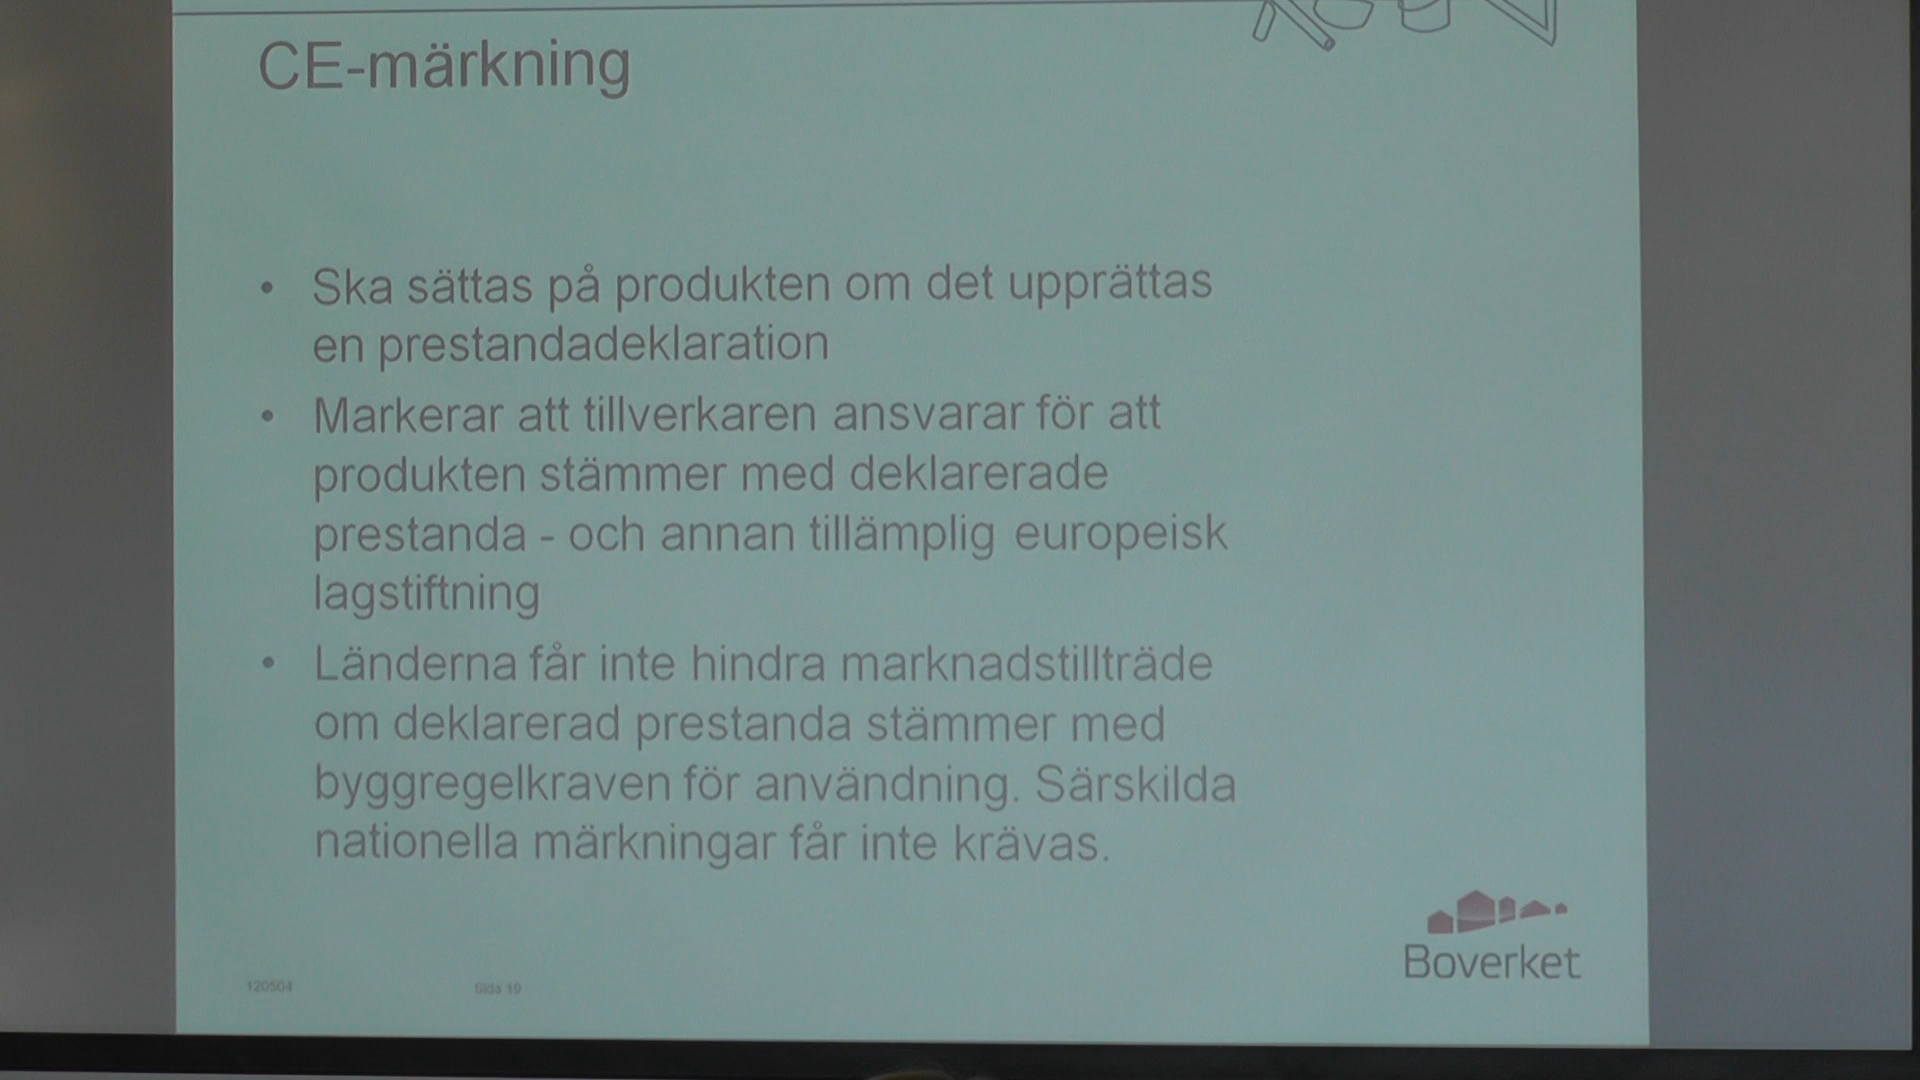 CE-märkning
• Ska sättas på produkten om det upprättas
en prestandadeklaration
• Markerar att tillverkaren ansvarar för att
produkten stämmer med deklarerade
prestanda - och annan tillämplig europeisk
lagstiftning
• Länderna får inte hindra marknadstillträde
om deklarerad prestanda stämmer med
byggregelkraven för användning. Särskilda
nationella märkningar får inte krävas.
Boverket
120504 Sida 19